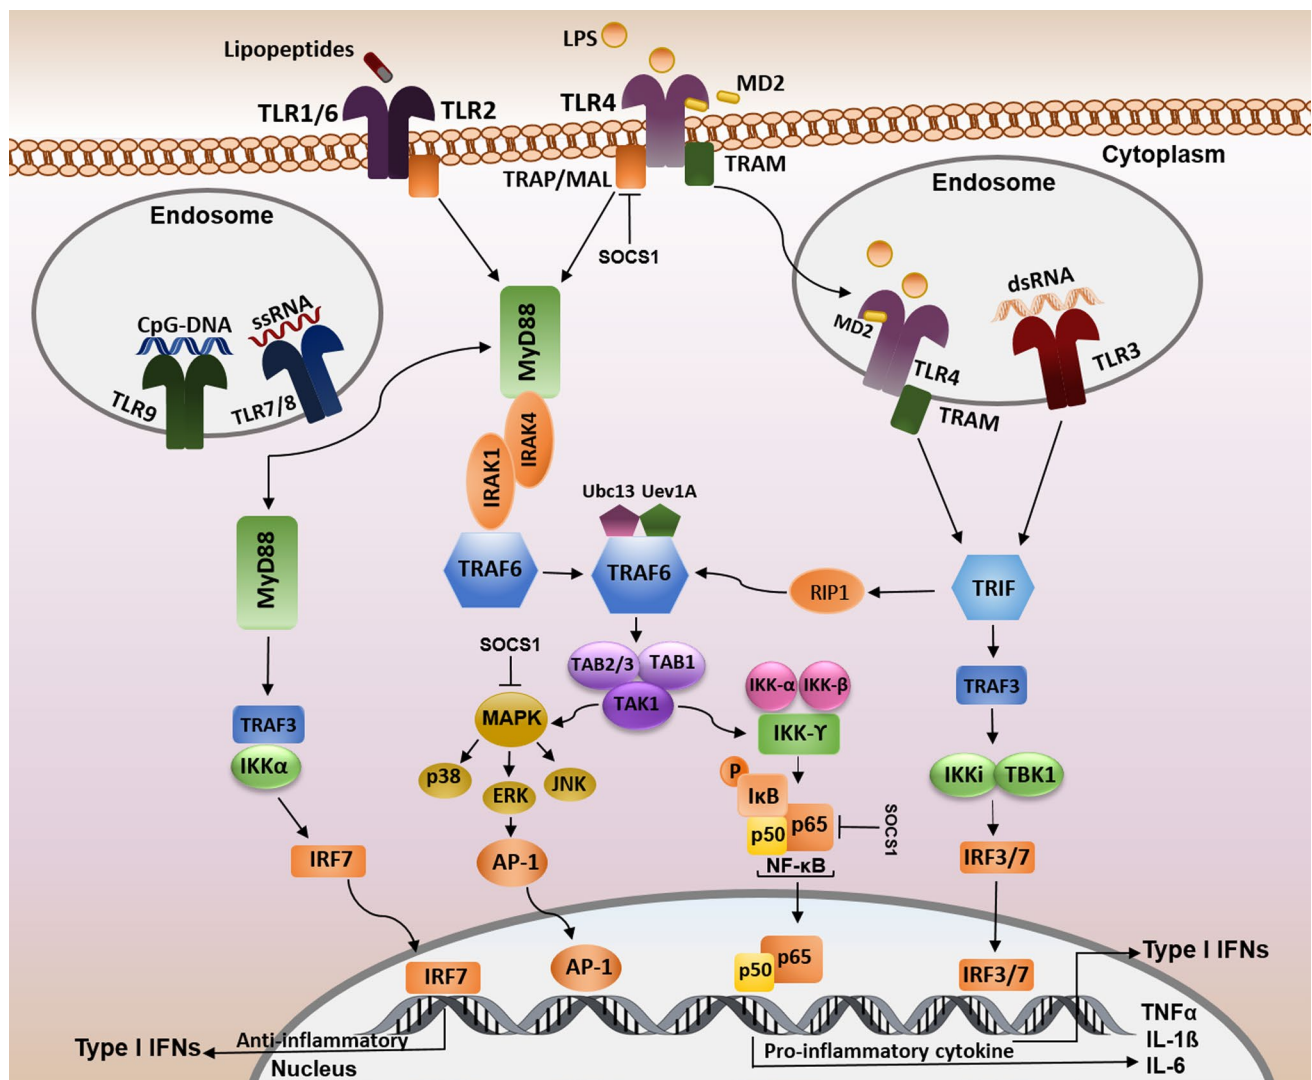 Lipopeptides
LPS
MD2
TLR1/6
TLR2
TLR4
TRAP/MAL
TRAM
Cytoplasm
SOCS1
Endosome
Endosome
CpG-DNA
ssRNA
TLR9
TLR7/8
MyD88
MD2
TLR4
TRAM
dsRNA
TLR3
IRAK4
IRAK1
Ubc13 Uev1A
MyD88
TRAF6
TRAF6
RIP1
TRIF
SOCS1
TAB2/3
TAB1
TAK1
IKK-α
IKK-β
IKK-ϒ
TRAF3
TRAF3
IKKα
MAPK
p38
ERK
JNK
P
IκB
p50
p65
SOCS1
NF-κB
IKKi
TBK1
IRF7
AP-1
IRF3/7
IRF7
AP-1
p50
p65
IRF3/7
Type I IFNs
TNFα
IL-1ß
IL-6
Pro-inflammatory cytokine
Anti-inflammatory
Type I IFNs
Nucleus